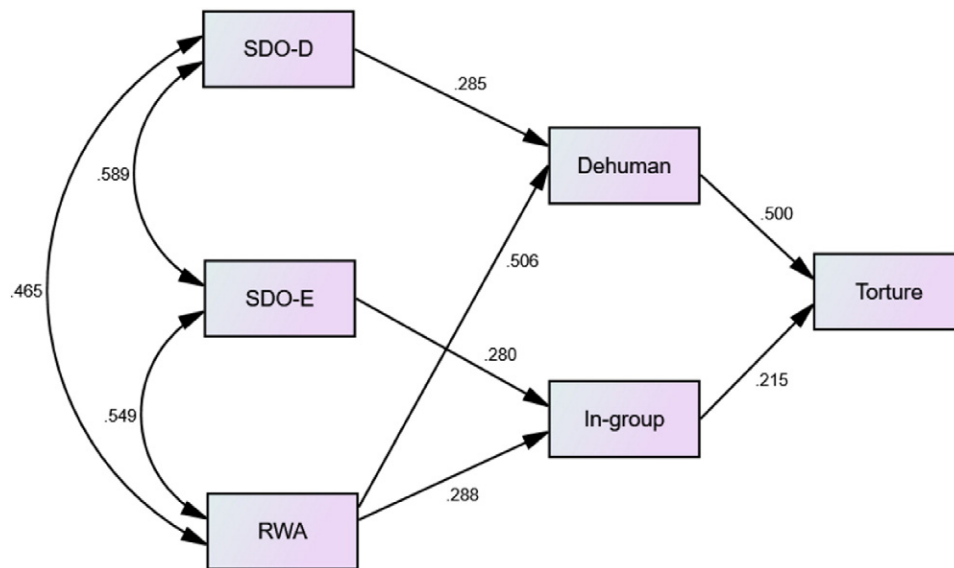 SDO-D
.285
Dehuman
.589
.500
.506
SDO-E
.465
Torture
.280
.215
.549
In-group
.288
RWA